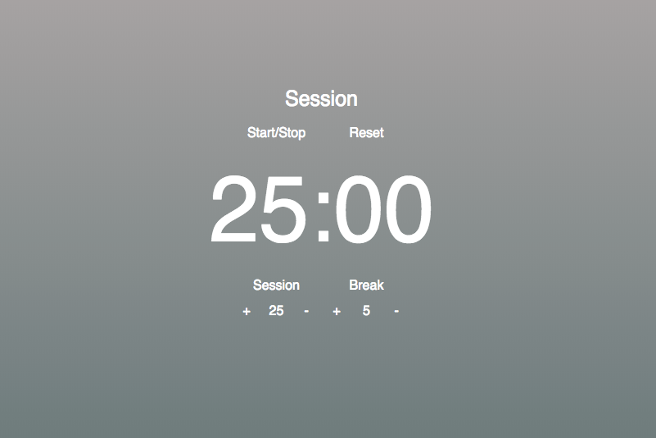 Session
Start/Stop Reset
25:00
Session Break
+ 25 - + 5 -